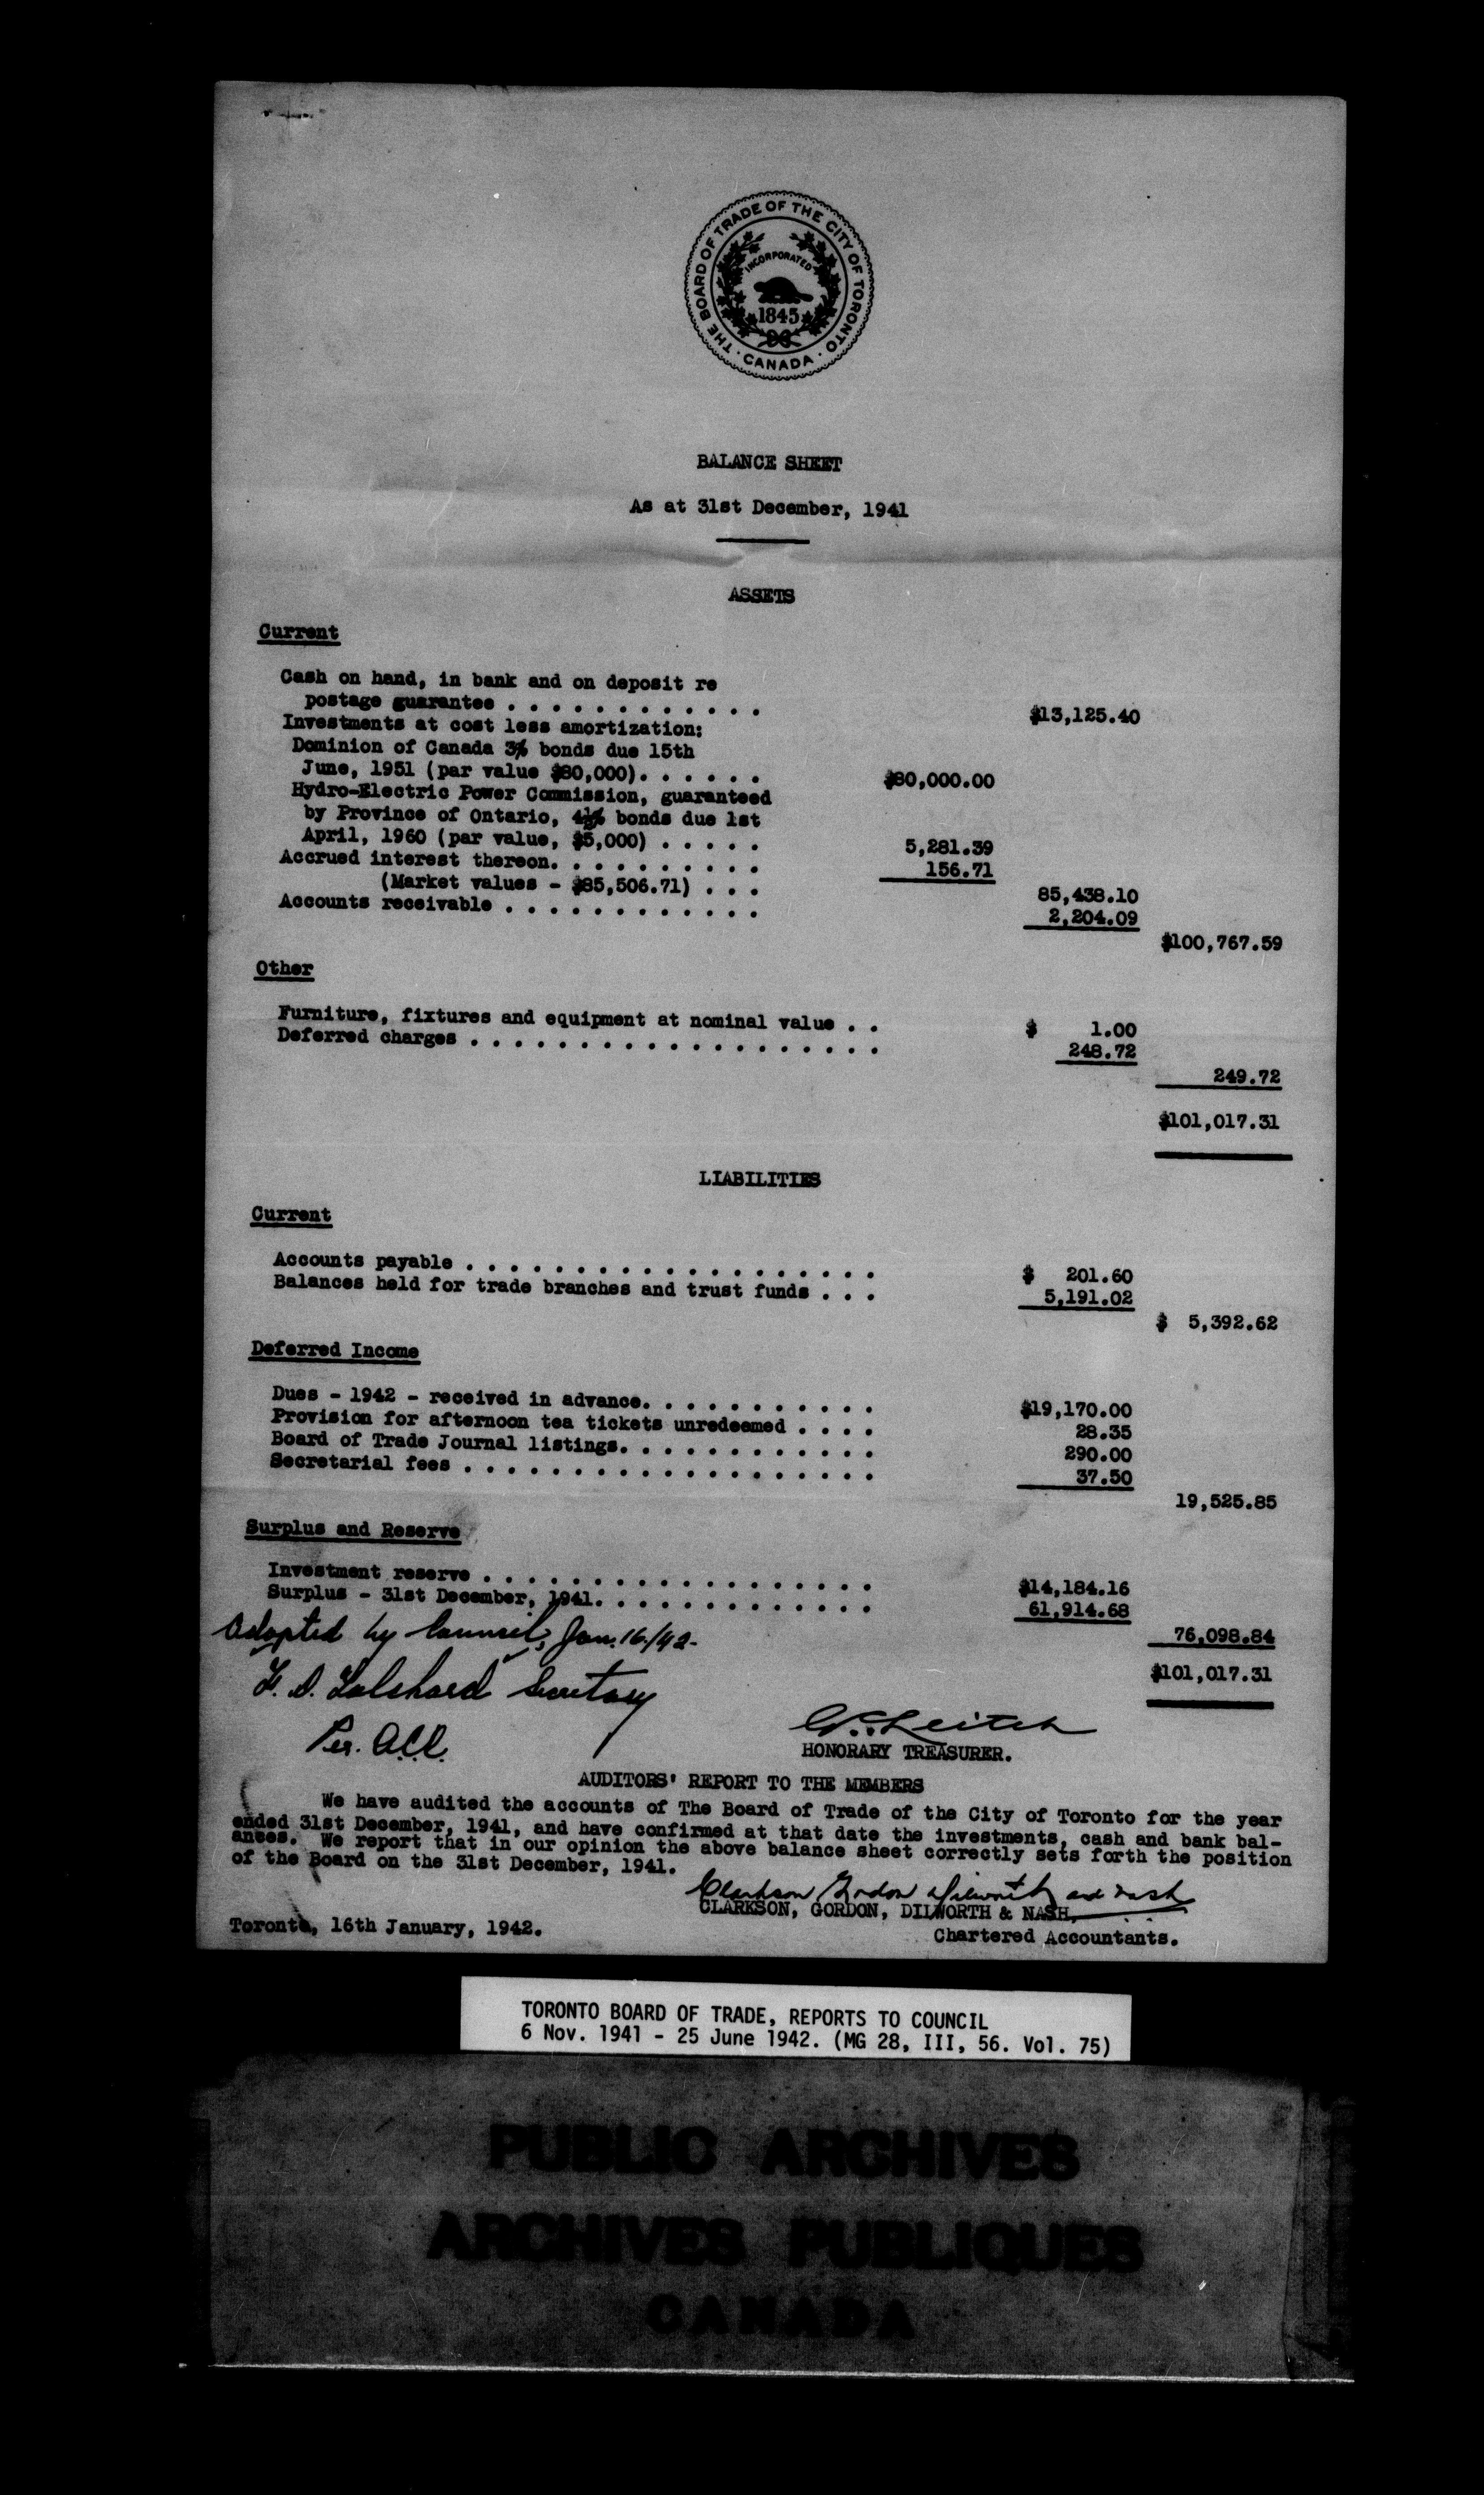 THE BOARD OF TRADE OF THE CITY OF TORONTO · CANADA ·
INCORPORATED
1845
BALANCE SHEET
As at 31st December, 1941
ASSETS
Current
Cash on hand, in bank and on deposit re
postage guarantee . . . . . . . . . . . . $13,125.40
Investments at cost less amortization:
Dominion of Canada 3% bonds due 15th
June, 1951 (par value $80,000). . . . . . $80,000.00
Hydro-Electric Power Commission, guaranteed
by Province of Ontario, 4½% bonds due 1st
April, 1960 (par value, $5,000) . . . . . 5,281.39
Accrued interest thereon. . . . . . . . . . 156.71
(Market values - $85,506.71) . . . 85,438.10
Accounts receivable . . . . . . . . . . . . 2,204.09
$100,767.59
Other
Furniture, fixtures and equipment at nominal value . . $ 1.00
Deferred charges . . . . . . . . . . . . . . . . . . . 248.72
249.72
$101,017.31
LIABILITIES
Current
Accounts payable . . . . . . . . . . . . . . . . . . . $ 201.60
Balances held for trade branches and trust funds . . . 5,191.02
$ 5,392.62
Deferred Income
Dues - 1942 - received in advance. . . . . . . . . . . $19,170.00
Provision for afternoon tea tickets unredeemed . . . . 28.35
Board of Trade Journal listings. . . . . . . . . . . . 290.00
Secretarial fees . . . . . . . . . . . . . . . . . . . 37.50
19,525.85
Surplus and Reserve
Investment reserve . . . . . . . . . . . . . . . . . . $14,184.16
Surplus - 31st December, 1941. . . . . . . . . . . . . 61,914.68
76,098.84
Adopted by Council, Jan. 16/42.
$101,017.31
F. D. Tolchard Secretary
Per. A.C.C.
C. Leitch
HONORARY TREASURER.
AUDITORS' REPORT TO THE MEMBERS
We have audited the accounts of The Board of Trade of the City of Toronto for the year
ended 31st December, 1941, and have confirmed at that date the investments, cash and bank bal-
ances. We report that in our opinion the above balance sheet correctly sets forth the position
of the Board on the 31st December, 1941.
Clarkson Gordon Dilworth and Nash
CLARKSON, GORDON, DILWORTH & NASH,
Toronto, 16th January, 1942.
Chartered Accountants.
TORONTO BOARD OF TRADE, REPORTS TO COUNCIL
6 Nov. 1941 - 25 June 1942. (MG 28, III, 56. Vol. 75)
PUBLIC ARCHIVES
ARCHIVES PUBLIQUES
CANADA